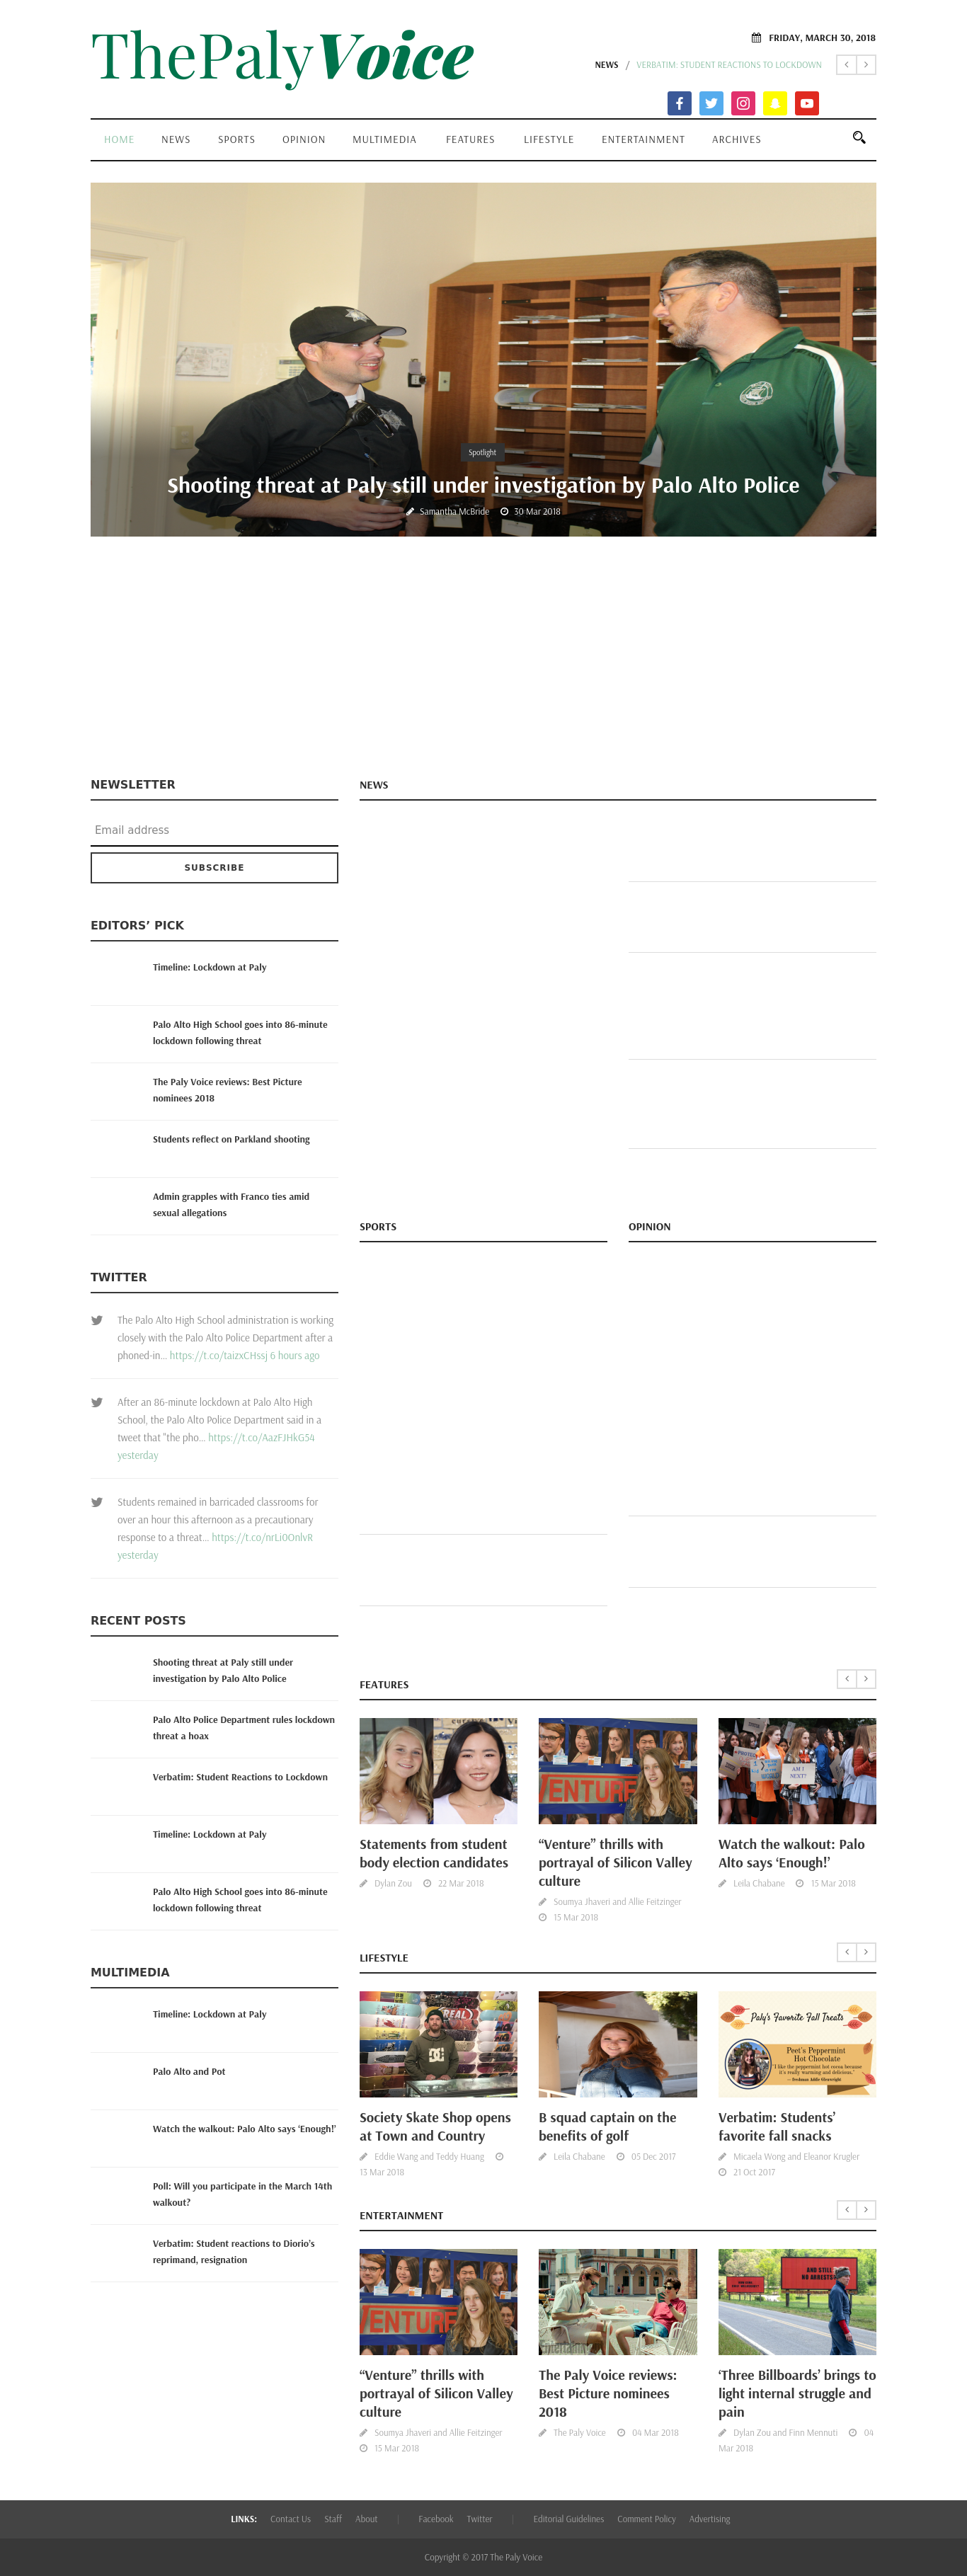 ThePalyVoice
FRIDAY, MARCH 30, 2018
NEWS / VERBATIM: STUDENT REACTIONS TO LOCKDOWN
HOME NEWS SPORTS OPINION MULTIMEDIA FEATURES LIFESTYLE ENTERTAINMENT ARCHIVES
Spotlight
Shooting threat at Paly still under investigation by Palo Alto Police
Samantha McBride 30 Mar 2018
NEWSLETTER
Email address
SUBSCRIBE
EDITORS’ PICK
Timeline: Lockdown at Paly
Palo Alto High School goes into 86-minute
lockdown following threat
The Paly Voice reviews: Best Picture
nominees 2018
Students reflect on Parkland shooting
Admin grapples with Franco ties amid
sexual allegations
TWITTER
The Palo Alto High School administration is working
closely with the Palo Alto Police Department after a
phoned-in... https://t.co/taizxCHssj 6 hours ago
After an 86-minute lockdown at Palo Alto High
School, the Palo Alto Police Department said in a
tweet that "the pho... https://t.co/AazFJHkG54
yesterday
Students remained in barricaded classrooms for
over an hour this afternoon as a precautionary
response to a threat... https://t.co/nrLi0OnlvR
yesterday
RECENT POSTS
Shooting threat at Paly still under
investigation by Palo Alto Police
Palo Alto Police Department rules lockdown
threat a hoax
Verbatim: Student Reactions to Lockdown
Timeline: Lockdown at Paly
Palo Alto High School goes into 86-minute
lockdown following threat
MULTIMEDIA
Timeline: Lockdown at Paly
Palo Alto and Pot
Watch the walkout: Palo Alto says ‘Enough!’
Poll: Will you participate in the March 14th
walkout?
Verbatim: Student reactions to Diorio’s
reprimand, resignation
NEWS
SPORTS
OPINION
FEATURES
VENTURE
AM I
NEXT?
Statements from student
body election candidates
Dylan Zou 22 Mar 2018
“Venture” thrills with
portrayal of Silicon Valley
culture
Soumya Jhaveri and Allie Feitzinger
15 Mar 2018
Watch the walkout: Palo
Alto says ‘Enough!’
Leila Chabane 15 Mar 2018
LIFESTYLE
REAL
Paly's Favorite Fall Treats
Peet's Peppermint
Hot Chocolate
Society Skate Shop opens
at Town and Country
Eddie Wang and Teddy Huang
13 Mar 2018
B squad captain on the
benefits of golf
Leila Chabane 05 Dec 2017
Verbatim: Students’
favorite fall snacks
Micaela Wong and Eleanor Krugler
21 Oct 2017
ENTERTAINMENT
VENTURE
AND STILL
NO ARRESTS?
“Venture” thrills with
portrayal of Silicon Valley
culture
Soumya Jhaveri and Allie Feitzinger
15 Mar 2018
The Paly Voice reviews:
Best Picture nominees
2018
The Paly Voice 04 Mar 2018
‘Three Billboards’ brings to
light internal struggle and
pain
Dylan Zou and Finn Mennuti 04
Mar 2018
LINKS: Contact Us Staff About | Facebook Twitter | Editorial Guidelines Comment Policy Advertising
Copyright © 2017 The Paly Voice